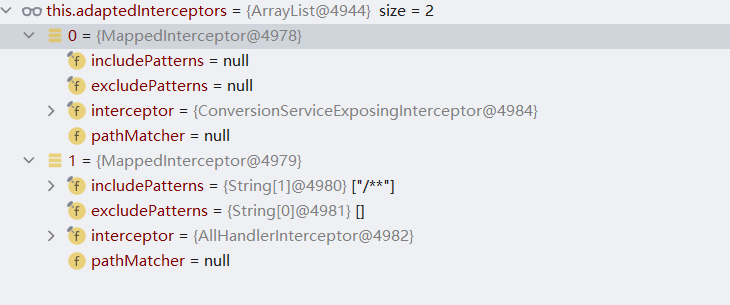 this.adaptedInterceptors = {ArrayList@4944} size = 2
0 = {MappedInterceptor@4978}
f includePatterns = null
f excludePatterns = null
f interceptor = {ConversionServiceExposingInterceptor@4984}
f pathMatcher = null
1 = {MappedInterceptor@4979}
f includePatterns = {String[1]@4980} ["/**"]
f excludePatterns = {String[0]@4981} []
f interceptor = {AllHandlerInterceptor@4982}
f pathMatcher = null